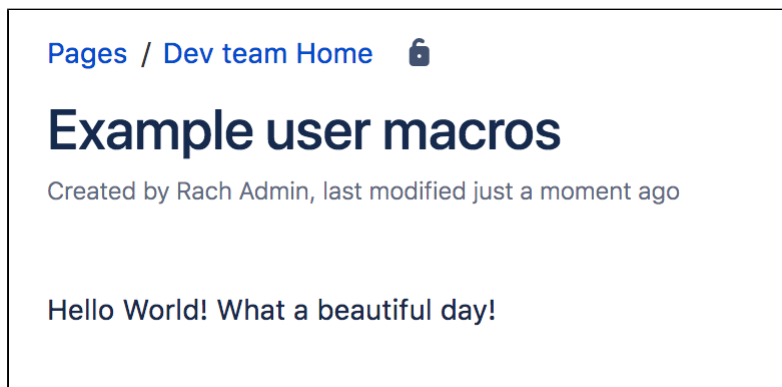 Pages / Dev team Home
Example user macros
Created by Rach Admin, last modified just a moment ago
Hello World! What a beautiful day!